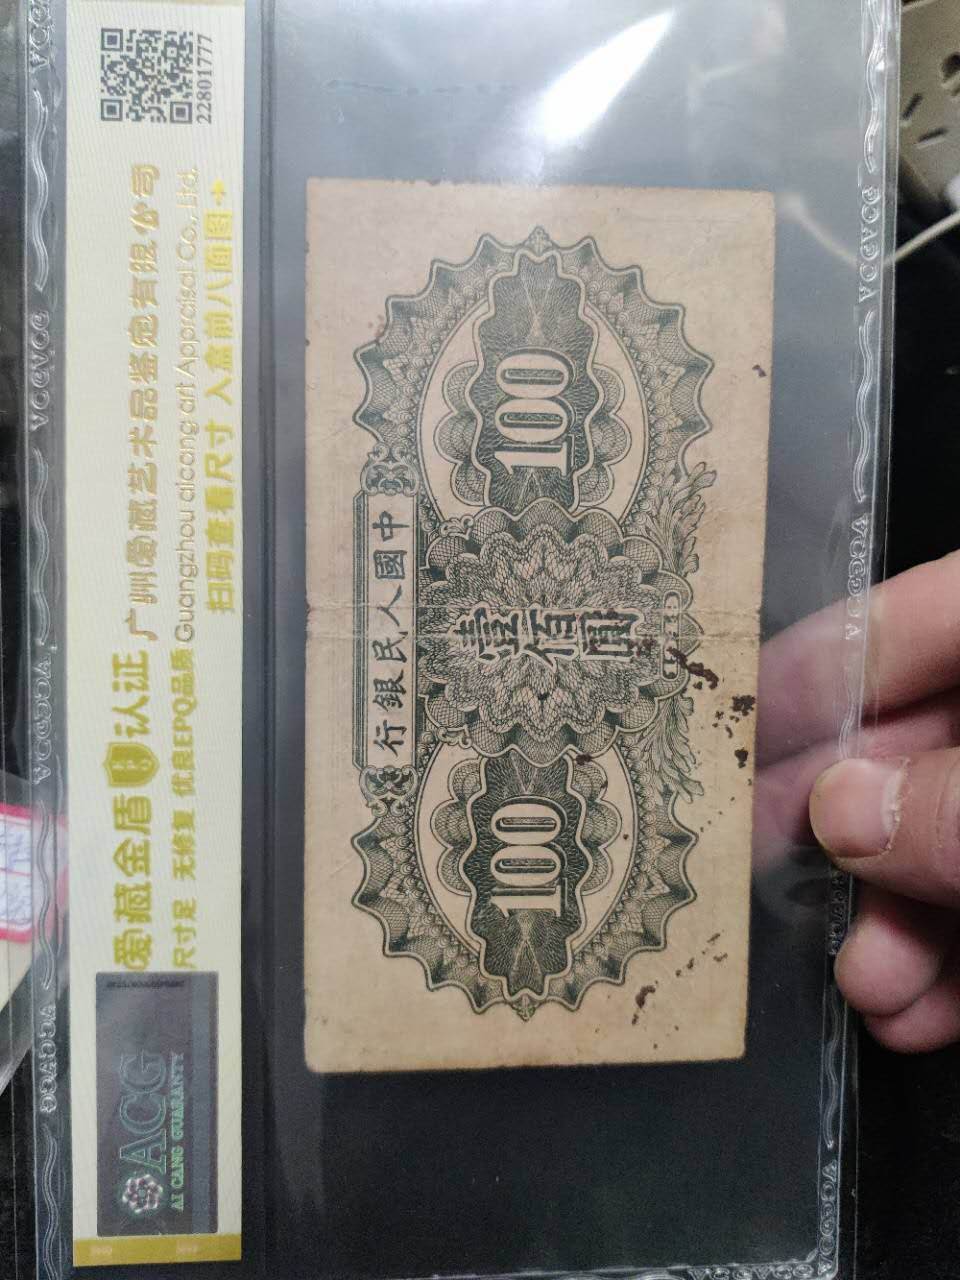 爱藏金盾认证 广州爱藏艺术品鉴定有限公司
尺寸足 无修复 优良EPQ品质 Guangzhou aicang art Appraisal Co., Ltd.
扫码查看尺寸 入盒前八面图→
22801777
ACG
AI CANG GUARANTY
行銀民人國中
100
壹佰圓
100